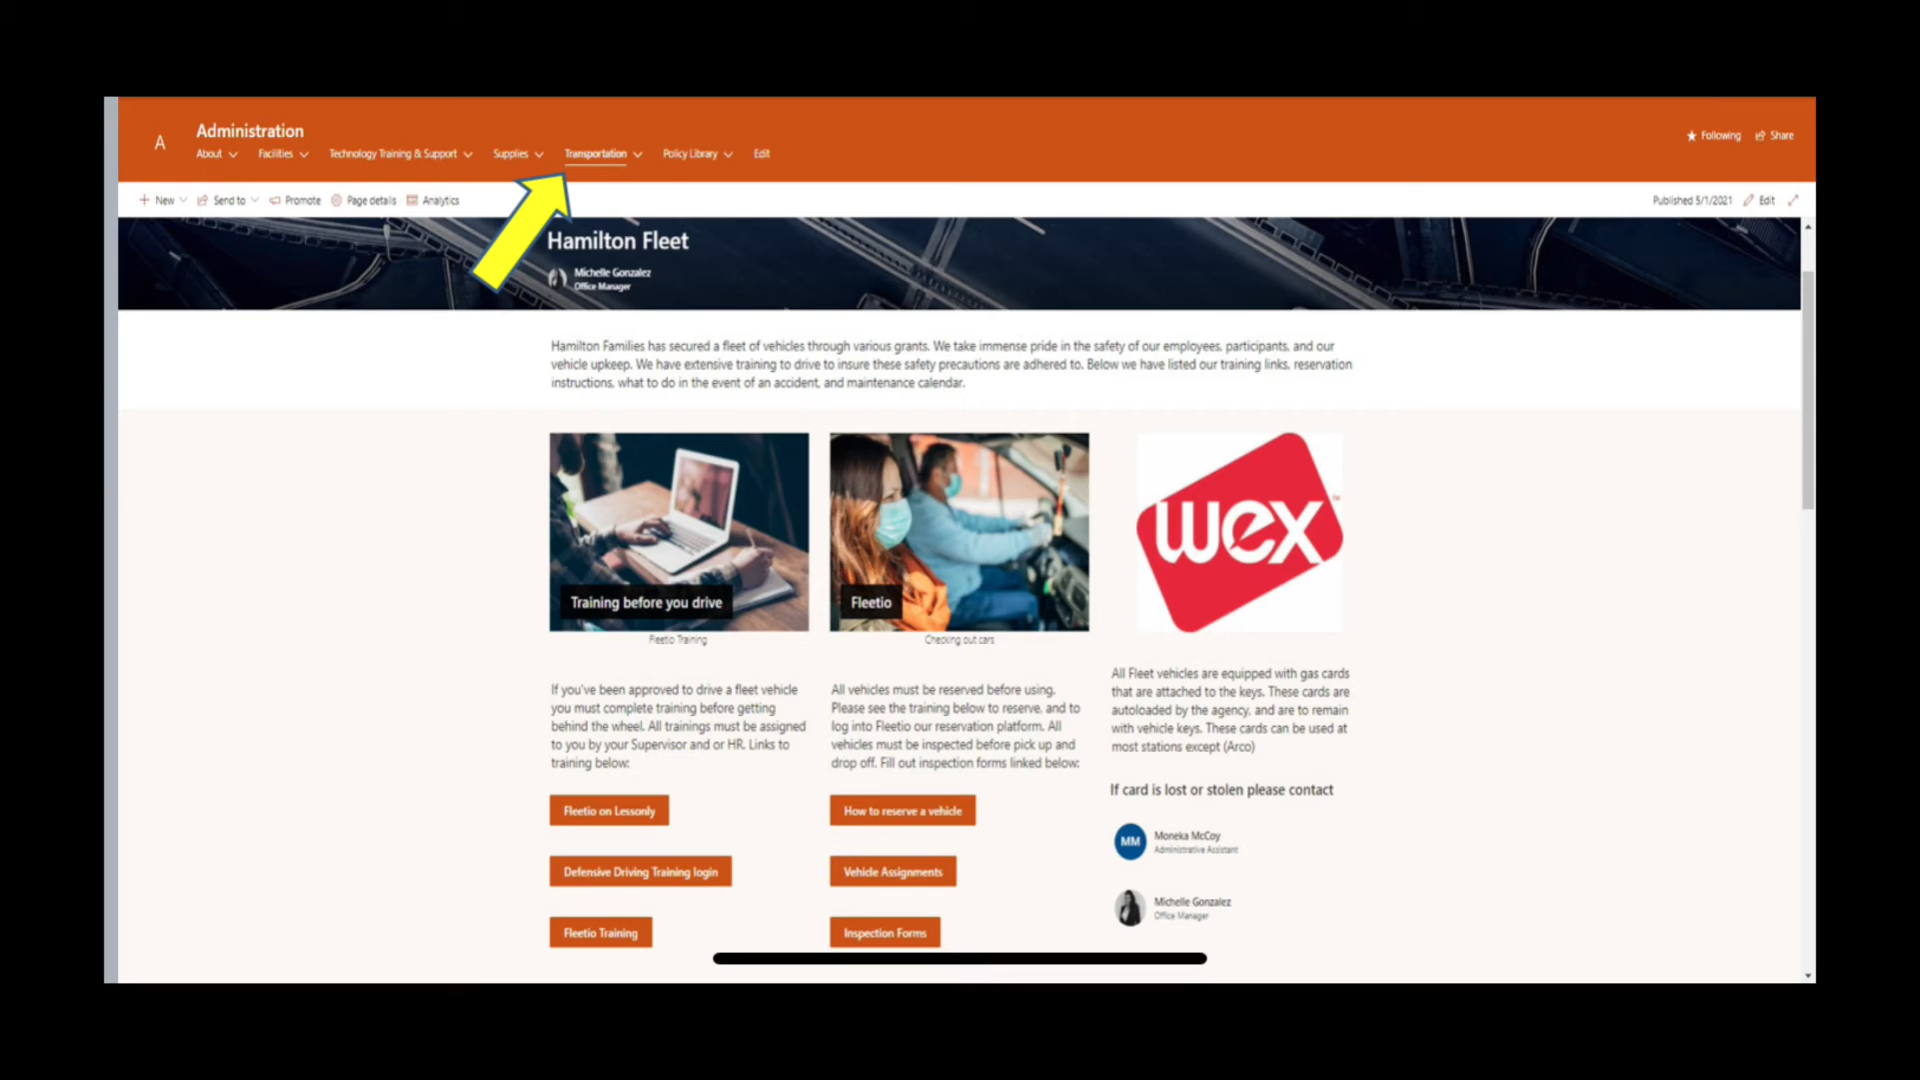 A
Administration
About
Facilities
Technology Training & Support
Supplies
Transportation
Policy Library
Edit
Following
Share
New
Send to
Promote
Page details
Analytics
Published 5/1/2021
Edit
Hamilton Fleet
Michelle Gonzalez
Office Manager
Hamilton Families has secured a fleet of vehicles through various grants. We take immense pride in the safety of our employees, participants, and our
vehicle upkeep. We have extensive training to drive to insure these safety precautions are adhered to. Below we have listed our training links, reservation
instructions, what to do in the event of an accident, and maintenance calendar.
Training before you drive
Fleetio Training
If you've been approved to drive a fleet vehicle
you must complete training before getting
behind the wheel. All trainings must be assigned
to you by your Supervisor and or HR. Links to
training below:
Fleetio on Lessonly
Defensive Driving Training login
Fleetio Training
Fleetio
Checking out cars
All vehicles must be reserved before using.
Please see the training below to reserve, and to
log into Fleetio our reservation platform. All
vehicles must be inspected before pick up and
drop off. Fill out inspection forms linked below:
How to reserve a vehicle
Vehicle Assignments
Inspection Forms
wex™
All Fleet vehicles are equipped with gas cards
that are attached to the keys. These cards are
autoloaded by the agency, and are to remain
with vehicle keys. These cards can be used at
most stations except (Arco)
If card is lost or stolen please contact
MM
Moneka McCoy
Administrative Assistant
Michelle Gonzalez
Office Manager